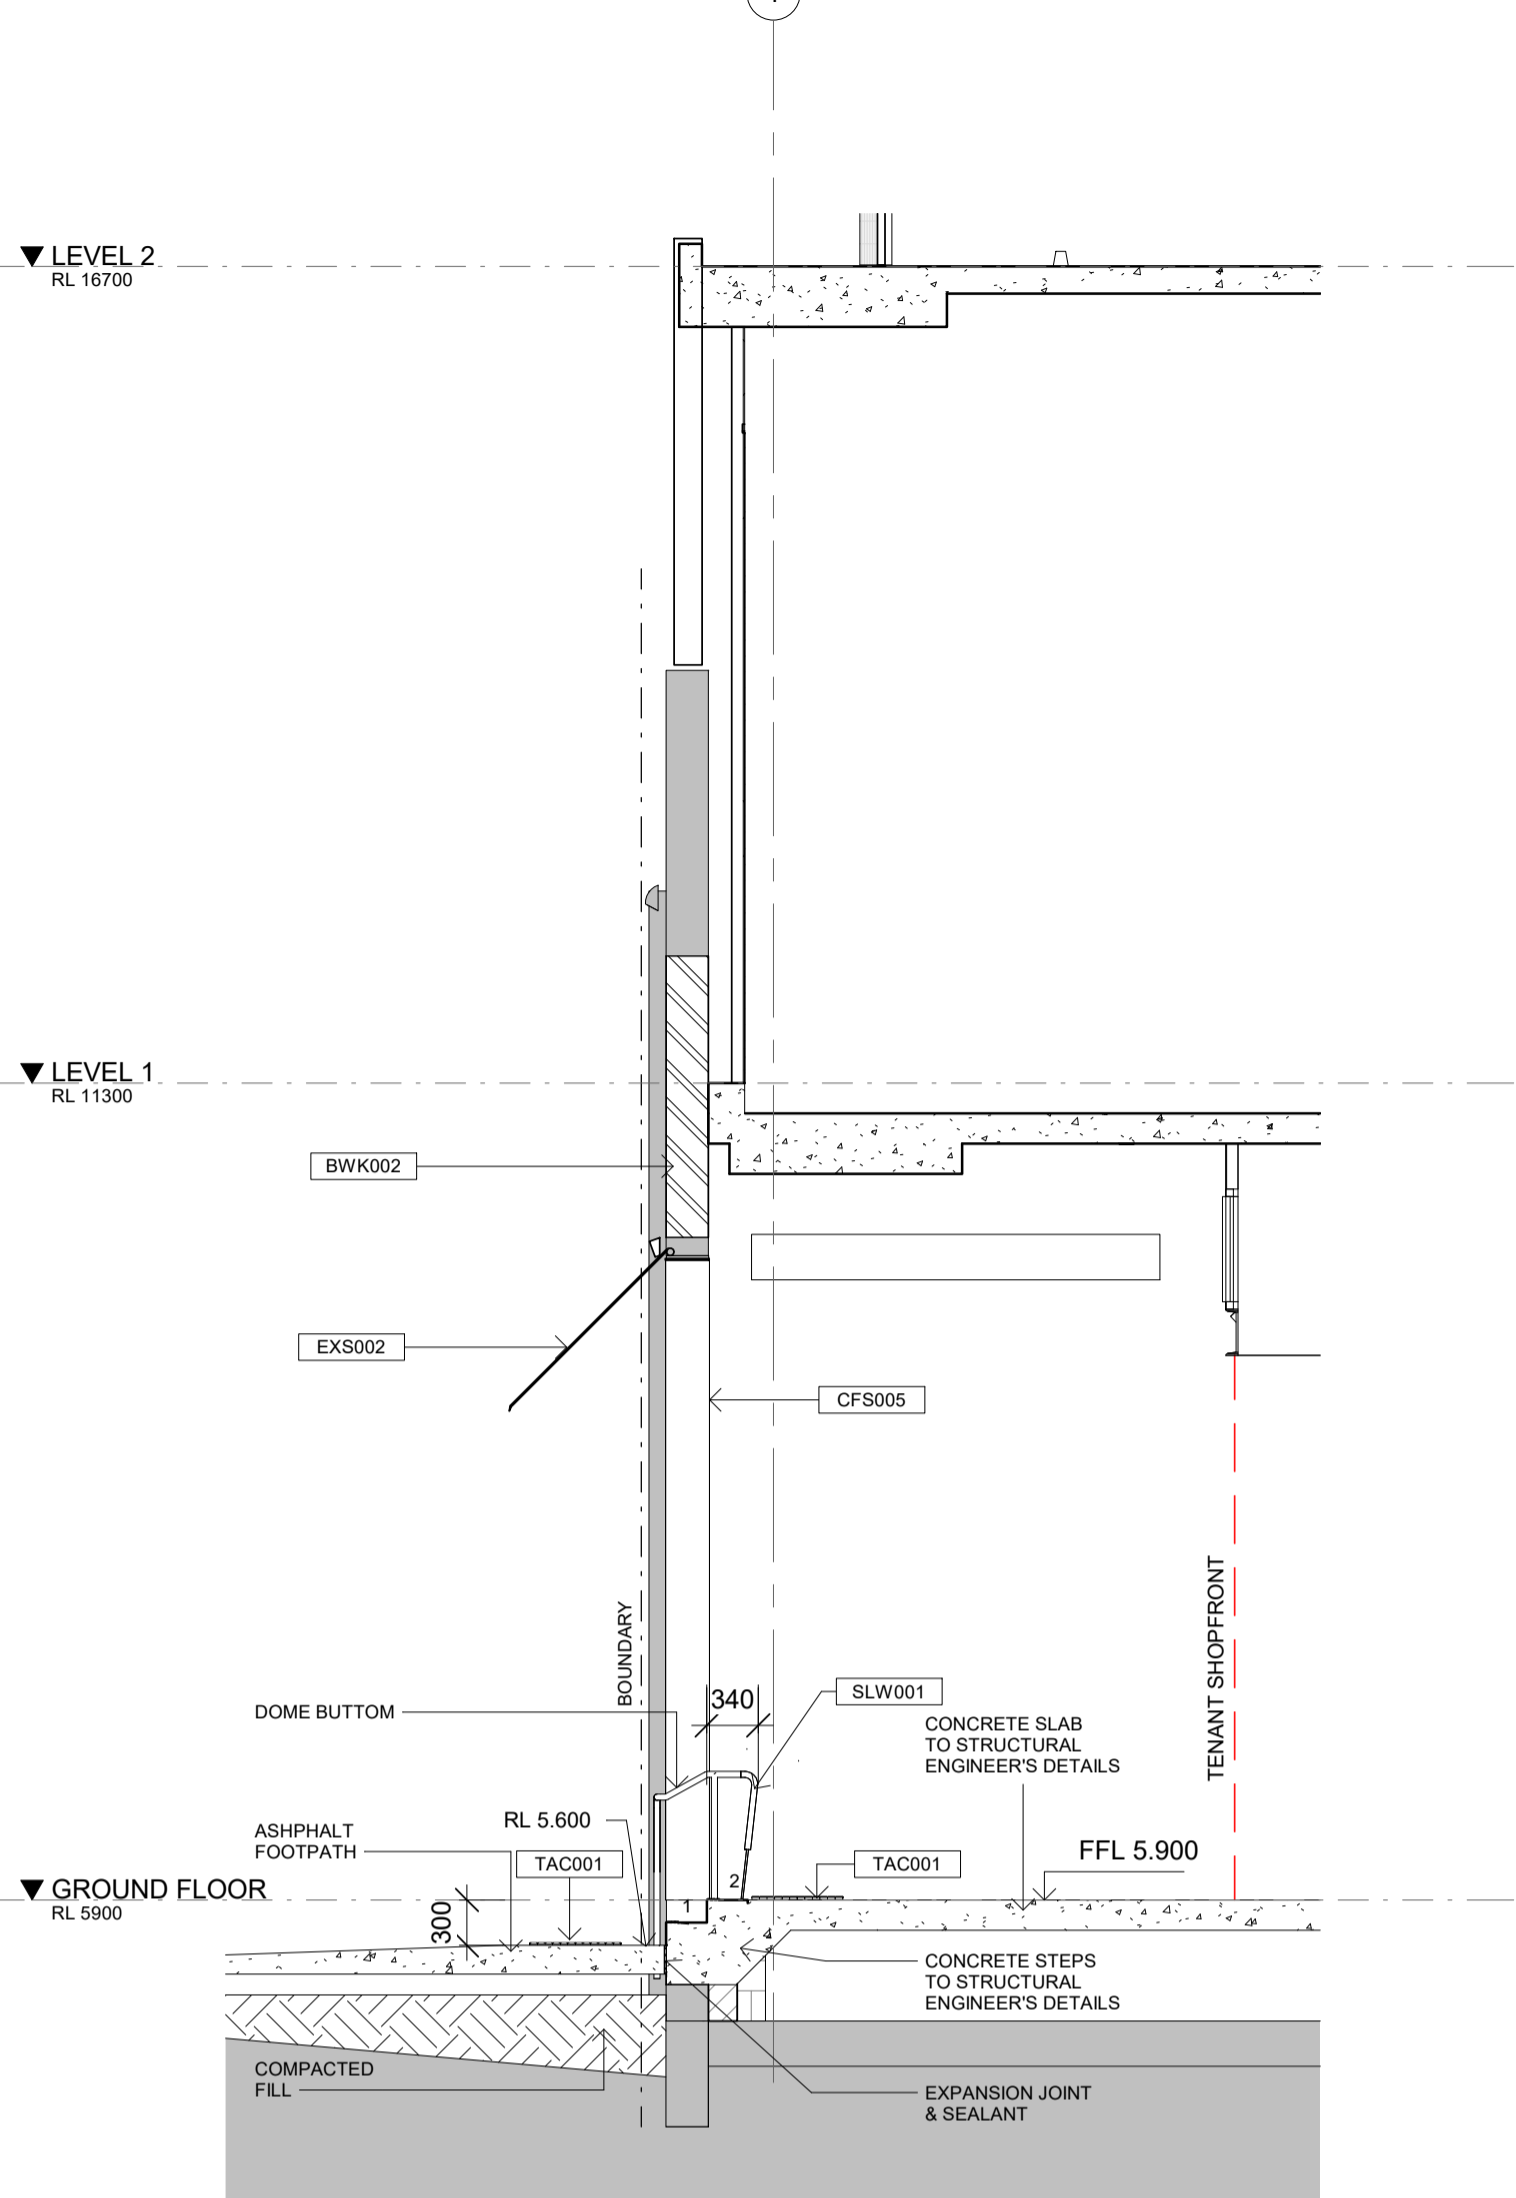 LEVEL 2
RL 16700
LEVEL 1
RL 11300
BWK002
EXS002
CFS005
BOUNDARY
TENANT SHOPFRONT
340
SLW001
DOME BUTTOM
CONCRETE SLAB
TO STRUCTURAL
ENGINEER'S DETAILS
RL 5.600
ASHPHALT
FOOTPATH
TAC001
TAC001
FFL 5.900
GROUND FLOOR
RL 5900
2
1
300
CONCRETE STEPS
TO STRUCTURAL
ENGINEER'S DETAILS
COMPACTED
FILL
EXPANSION JOINT
& SEALANT